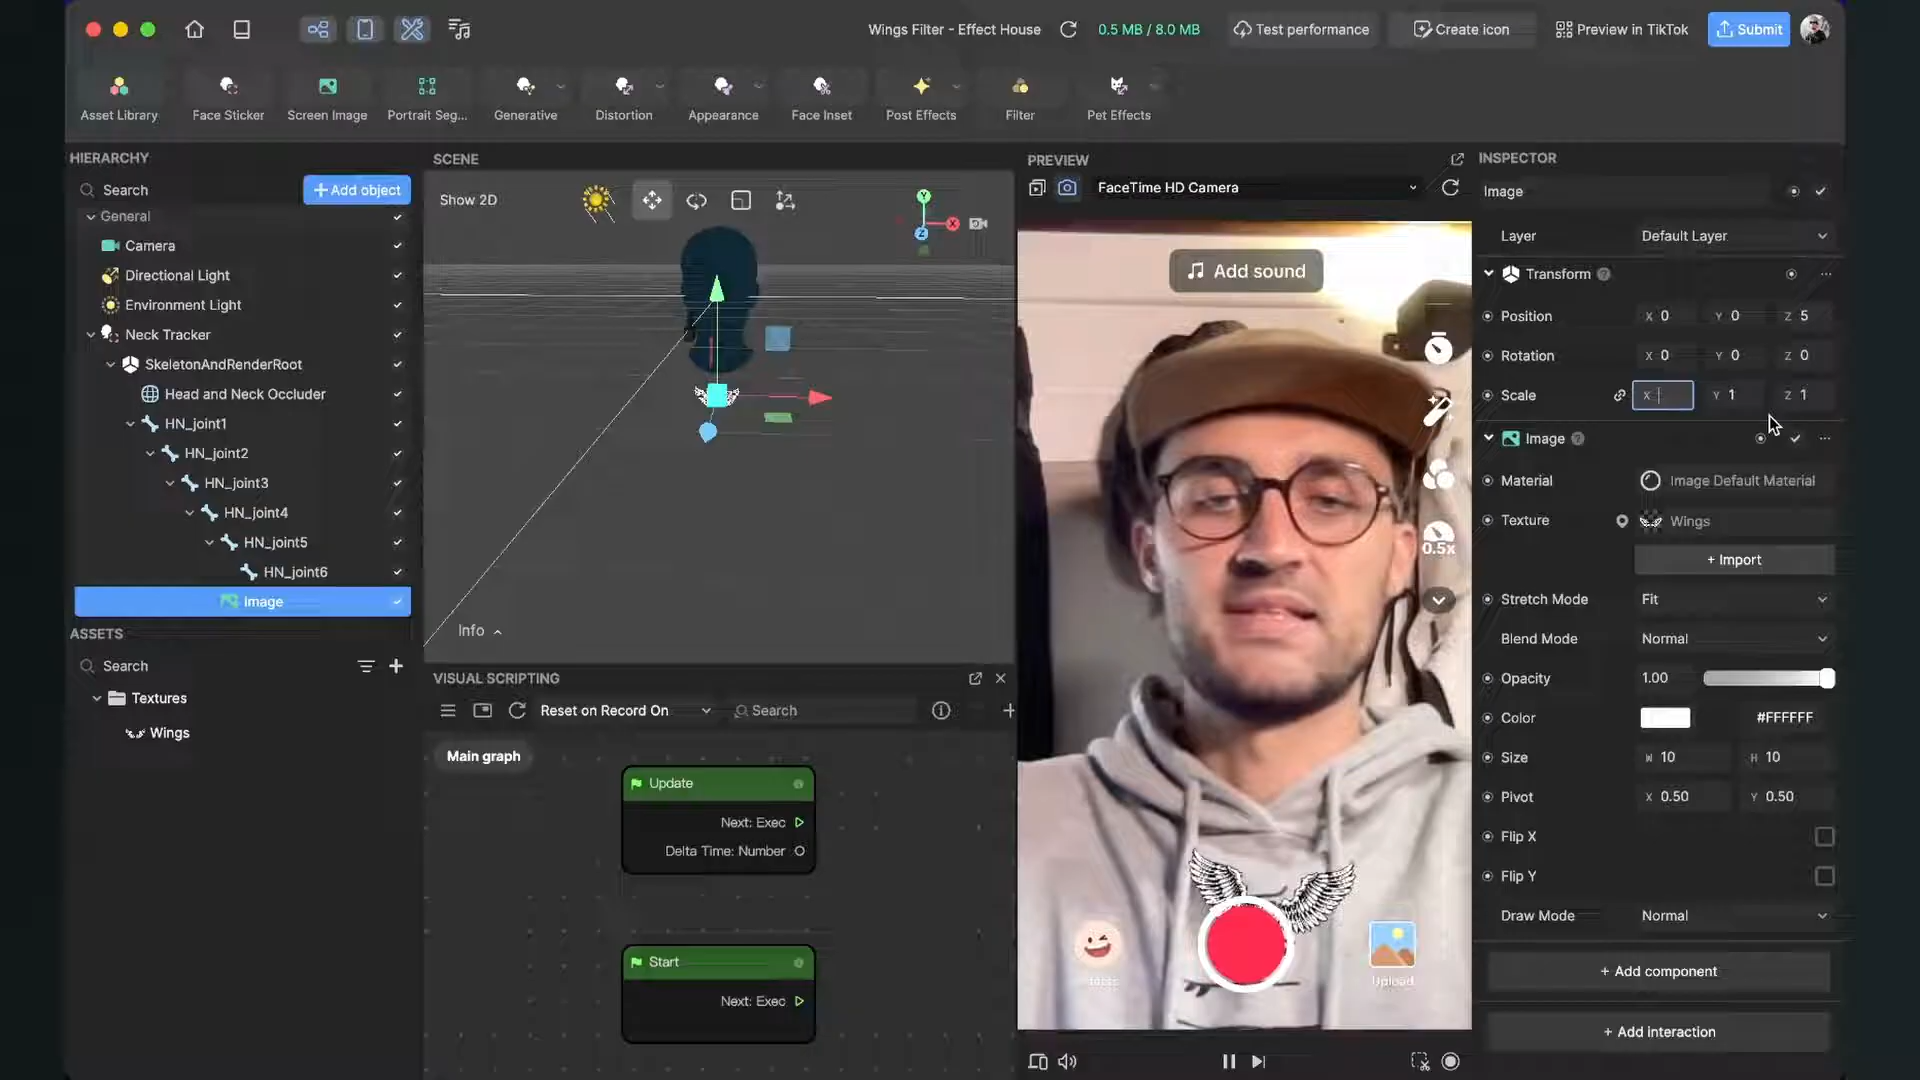 Wings Filter - Effect House
0.5 MB / 8.0 MB
Test performance
Create icon
Preview in TikTok
Submit
Asset Library
Face Sticker
Screen Image
Portrait Seg...
Generative
Distortion
Appearance
Face Inset
Post Effects
Filter
Pet Effects
HIERARCHY
Search
+ Add object
General
Camera
Directional Light
Environment Light
Neck Tracker
SkeletonAndRenderRoot
Head and Neck Occluder
HN_joint1
HN_joint2
HN_joint3
HN_joint4
HN_joint5
HN_joint6
Image
ASSETS
Search
Textures
Wings
SCENE
Show 2D
Y
X
Z
Info
VISUAL SCRIPTING
Reset on Record On
Search
Main graph
Update
Next: Exec
Delta Time: Number
Start
Next: Exec
PREVIEW
FaceTime HD Camera
Add sound
0.5x
Upload
INSPECTOR
Image
Layer Default Layer
Transform
Position X 0 Y 0 Z 5
Rotation X 0 Y 0 Z 0
Scale X Y 1 Z 1
Image
Material Image Default Material
Texture Wings
+ Import
Stretch Mode Fit
Blend Mode Normal
Opacity 1.00
Color #FFFFFF
Size W 10 H 10
Pivot X 0.50 Y 0.50
Flip X
Flip Y
Draw Mode Normal
+ Add component
+ Add interaction